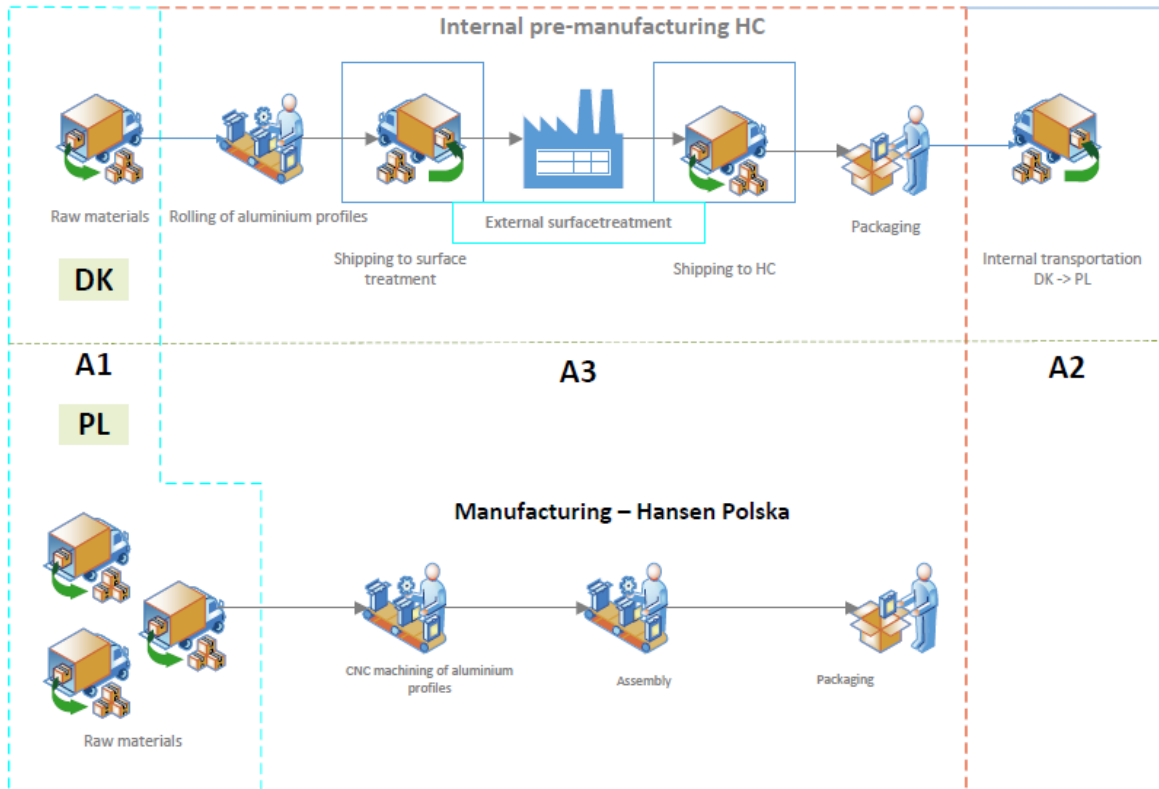 Internal pre-manufacturing HC
Raw materials
Rolling of aluminium profiles
External surfacetreatment
Packaging
Shipping to surface
treatment
Shipping to HC
Internal transportation
DK -> PL
DK
A1
A3
A2
PL
Manufacturing – Hansen Polska
CNC machining of aluminium
profiles
Assembly
Packaging
Raw materials